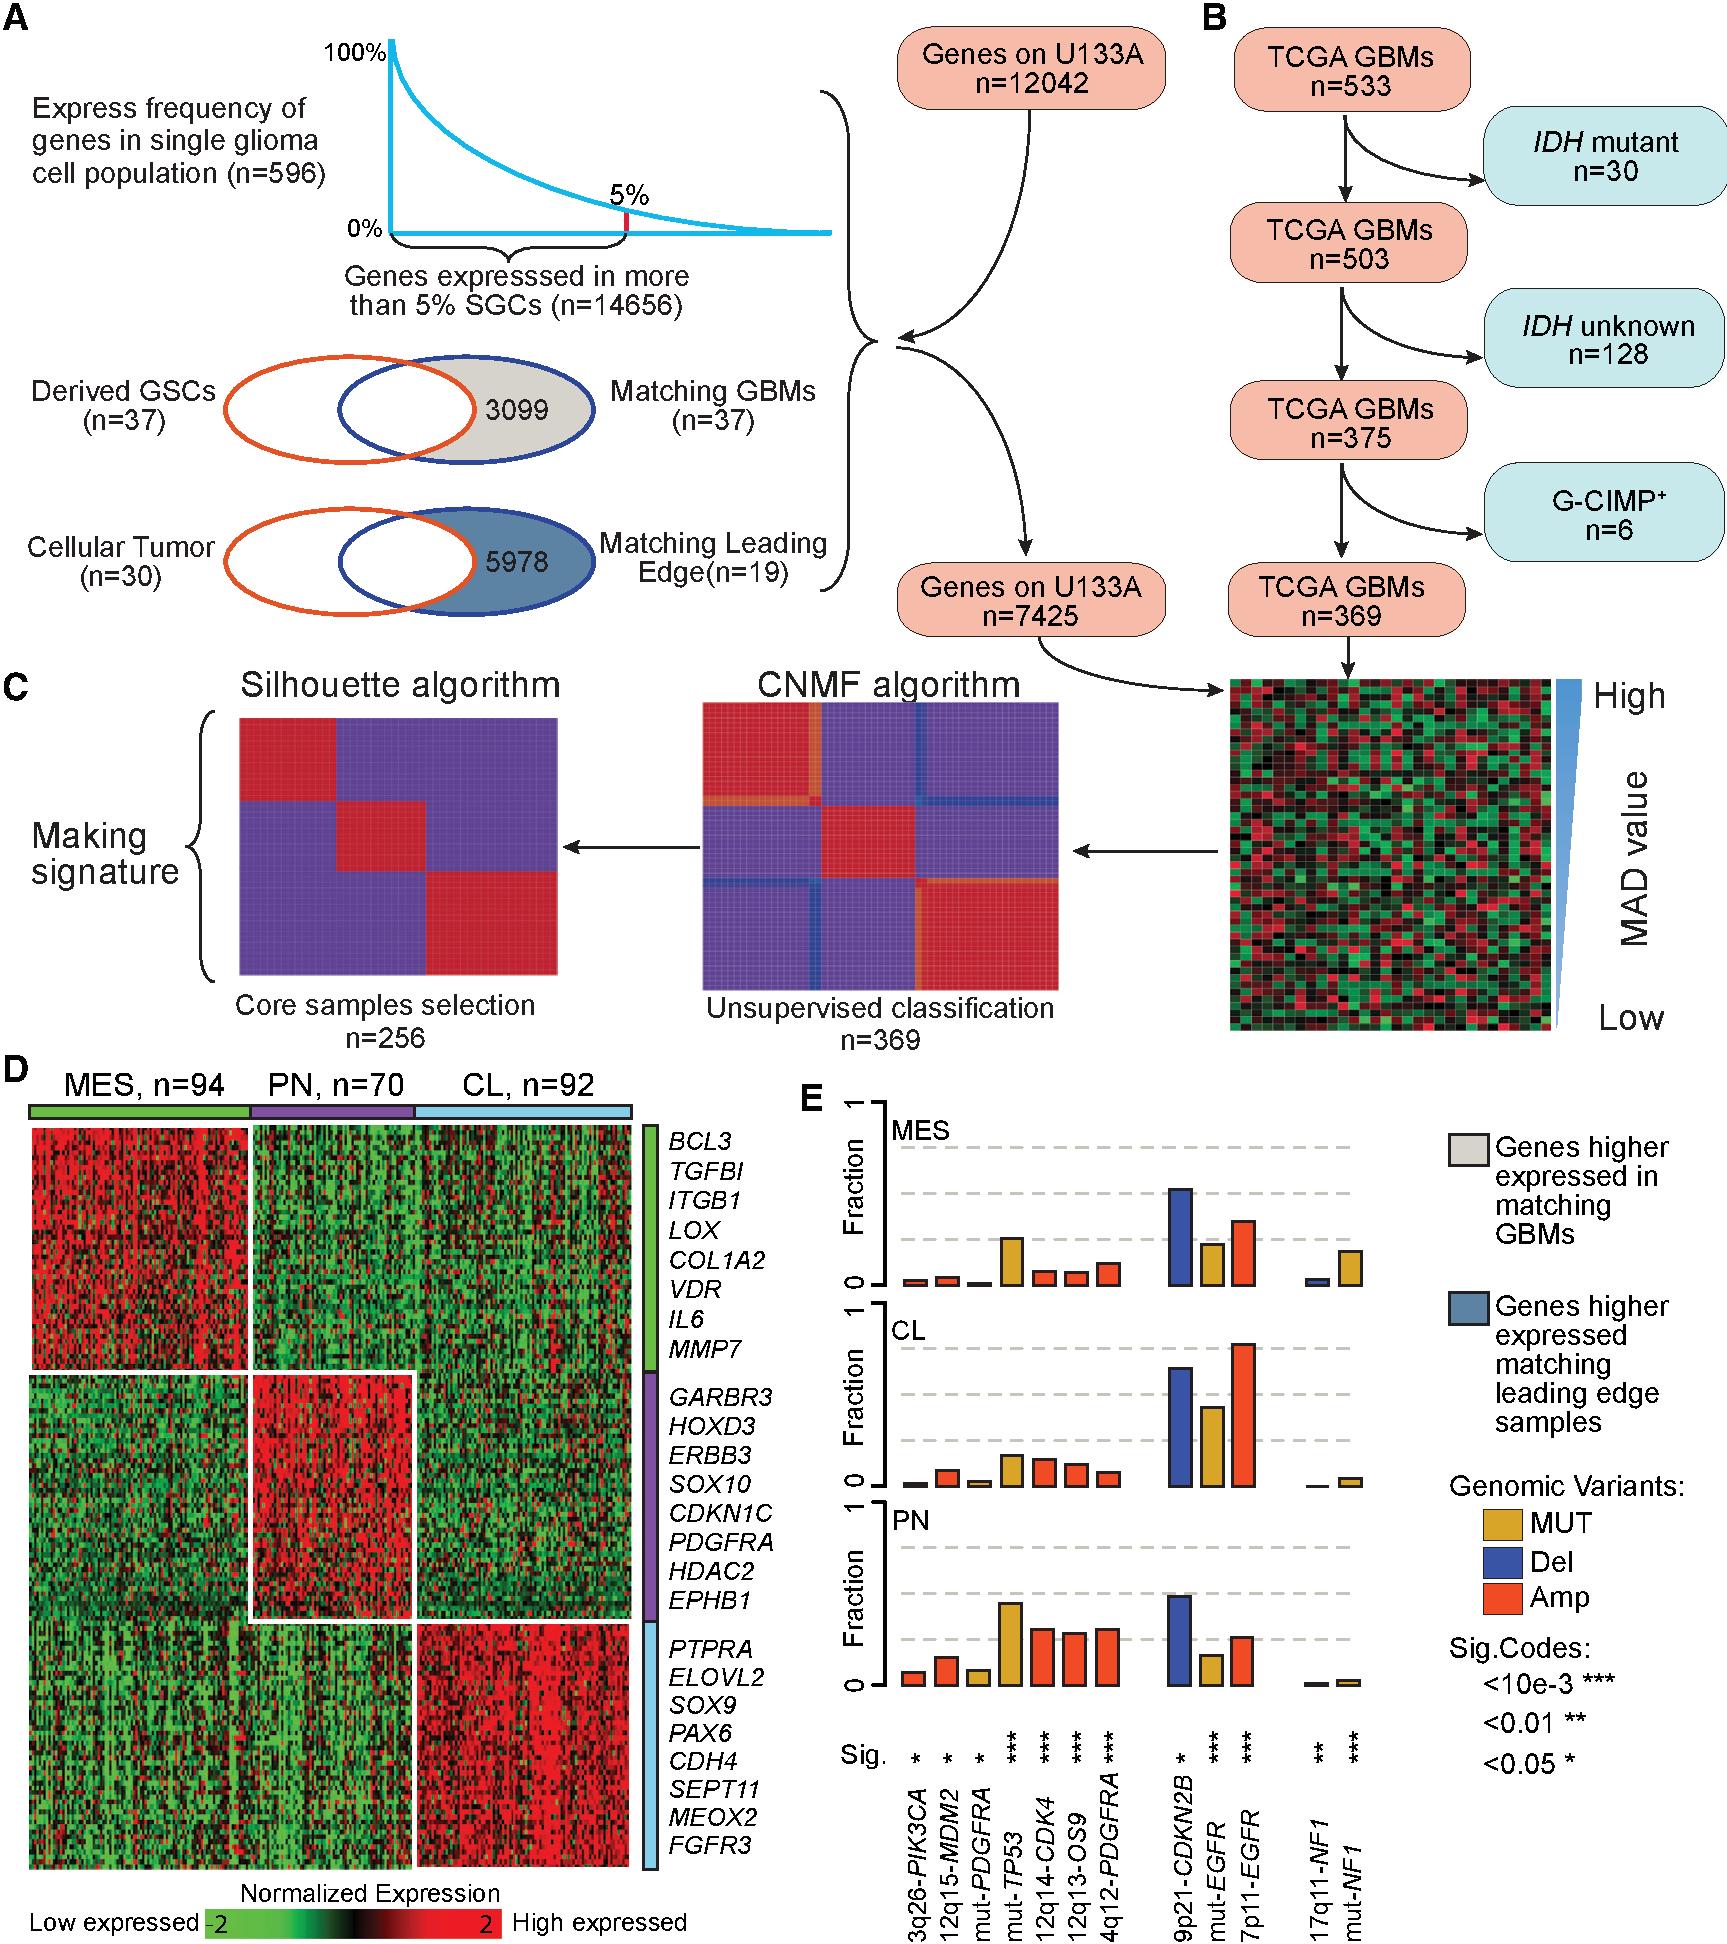 A
100%
Express frequency of
genes in single glioma
cell population (n=596)
5%
0%
Genes expresssed in more
than 5% SGCs (n=14656)
Derived GSCs
(n=37)
3099
Matching GBMs
(n=37)
Cellular Tumor
(n=30)
5978
Matching Leading
Edge(n=19)
Genes on U133A
n=12042
Genes on U133A
n=7425
B
TCGA GBMs
n=533
IDH mutant
n=30
TCGA GBMs
n=503
IDH unknown
n=128
TCGA GBMs
n=375
G-CIMP+
n=6
TCGA GBMs
n=369
C
Silhouette algorithm
CNMF algorithm
High
MAD value
Low
Making
signature
Core samples selection
n=256
Unsupervised classification
n=369
D
MES, n=94
PN, n=70
CL, n=92
BCL3
TGFBI
ITGB1
LOX
COL1A2
VDR
IL6
MMP7
GARBR3
HOXD3
ERBB3
SOX10
CDKN1C
PDGFRA
HDAC2
EPHB1
PTPRA
ELOVL2
SOX9
PAX6
CDH4
SEPT11
MEOX2
FGFR3
Normalized Expression
Low expressed
-2
2
High expressed
E
1
MES
Fraction
0
1
CL
Fraction
0
1
PN
Fraction
0
Sig. * * * *** *** *** *** * *** *** ** ***
3q26-PIK3CA
12q15-MDM2
mut-PDGFRA
mut-TP53
12q14-CDK4
12q13-OS9
4q12-PDGFRA
9p21-CDKN2B
mut-EGFR
7p11-EGFR
17q11-NF1
mut-NF1
Genes higher
expressed in
matching
GBMs
Genes higher
expressed
matching
leading edge
samples
Genomic Variants:
MUT
Del
Amp
Sig.Codes:
<10e-3 ***
<0.01 **
<0.05 *